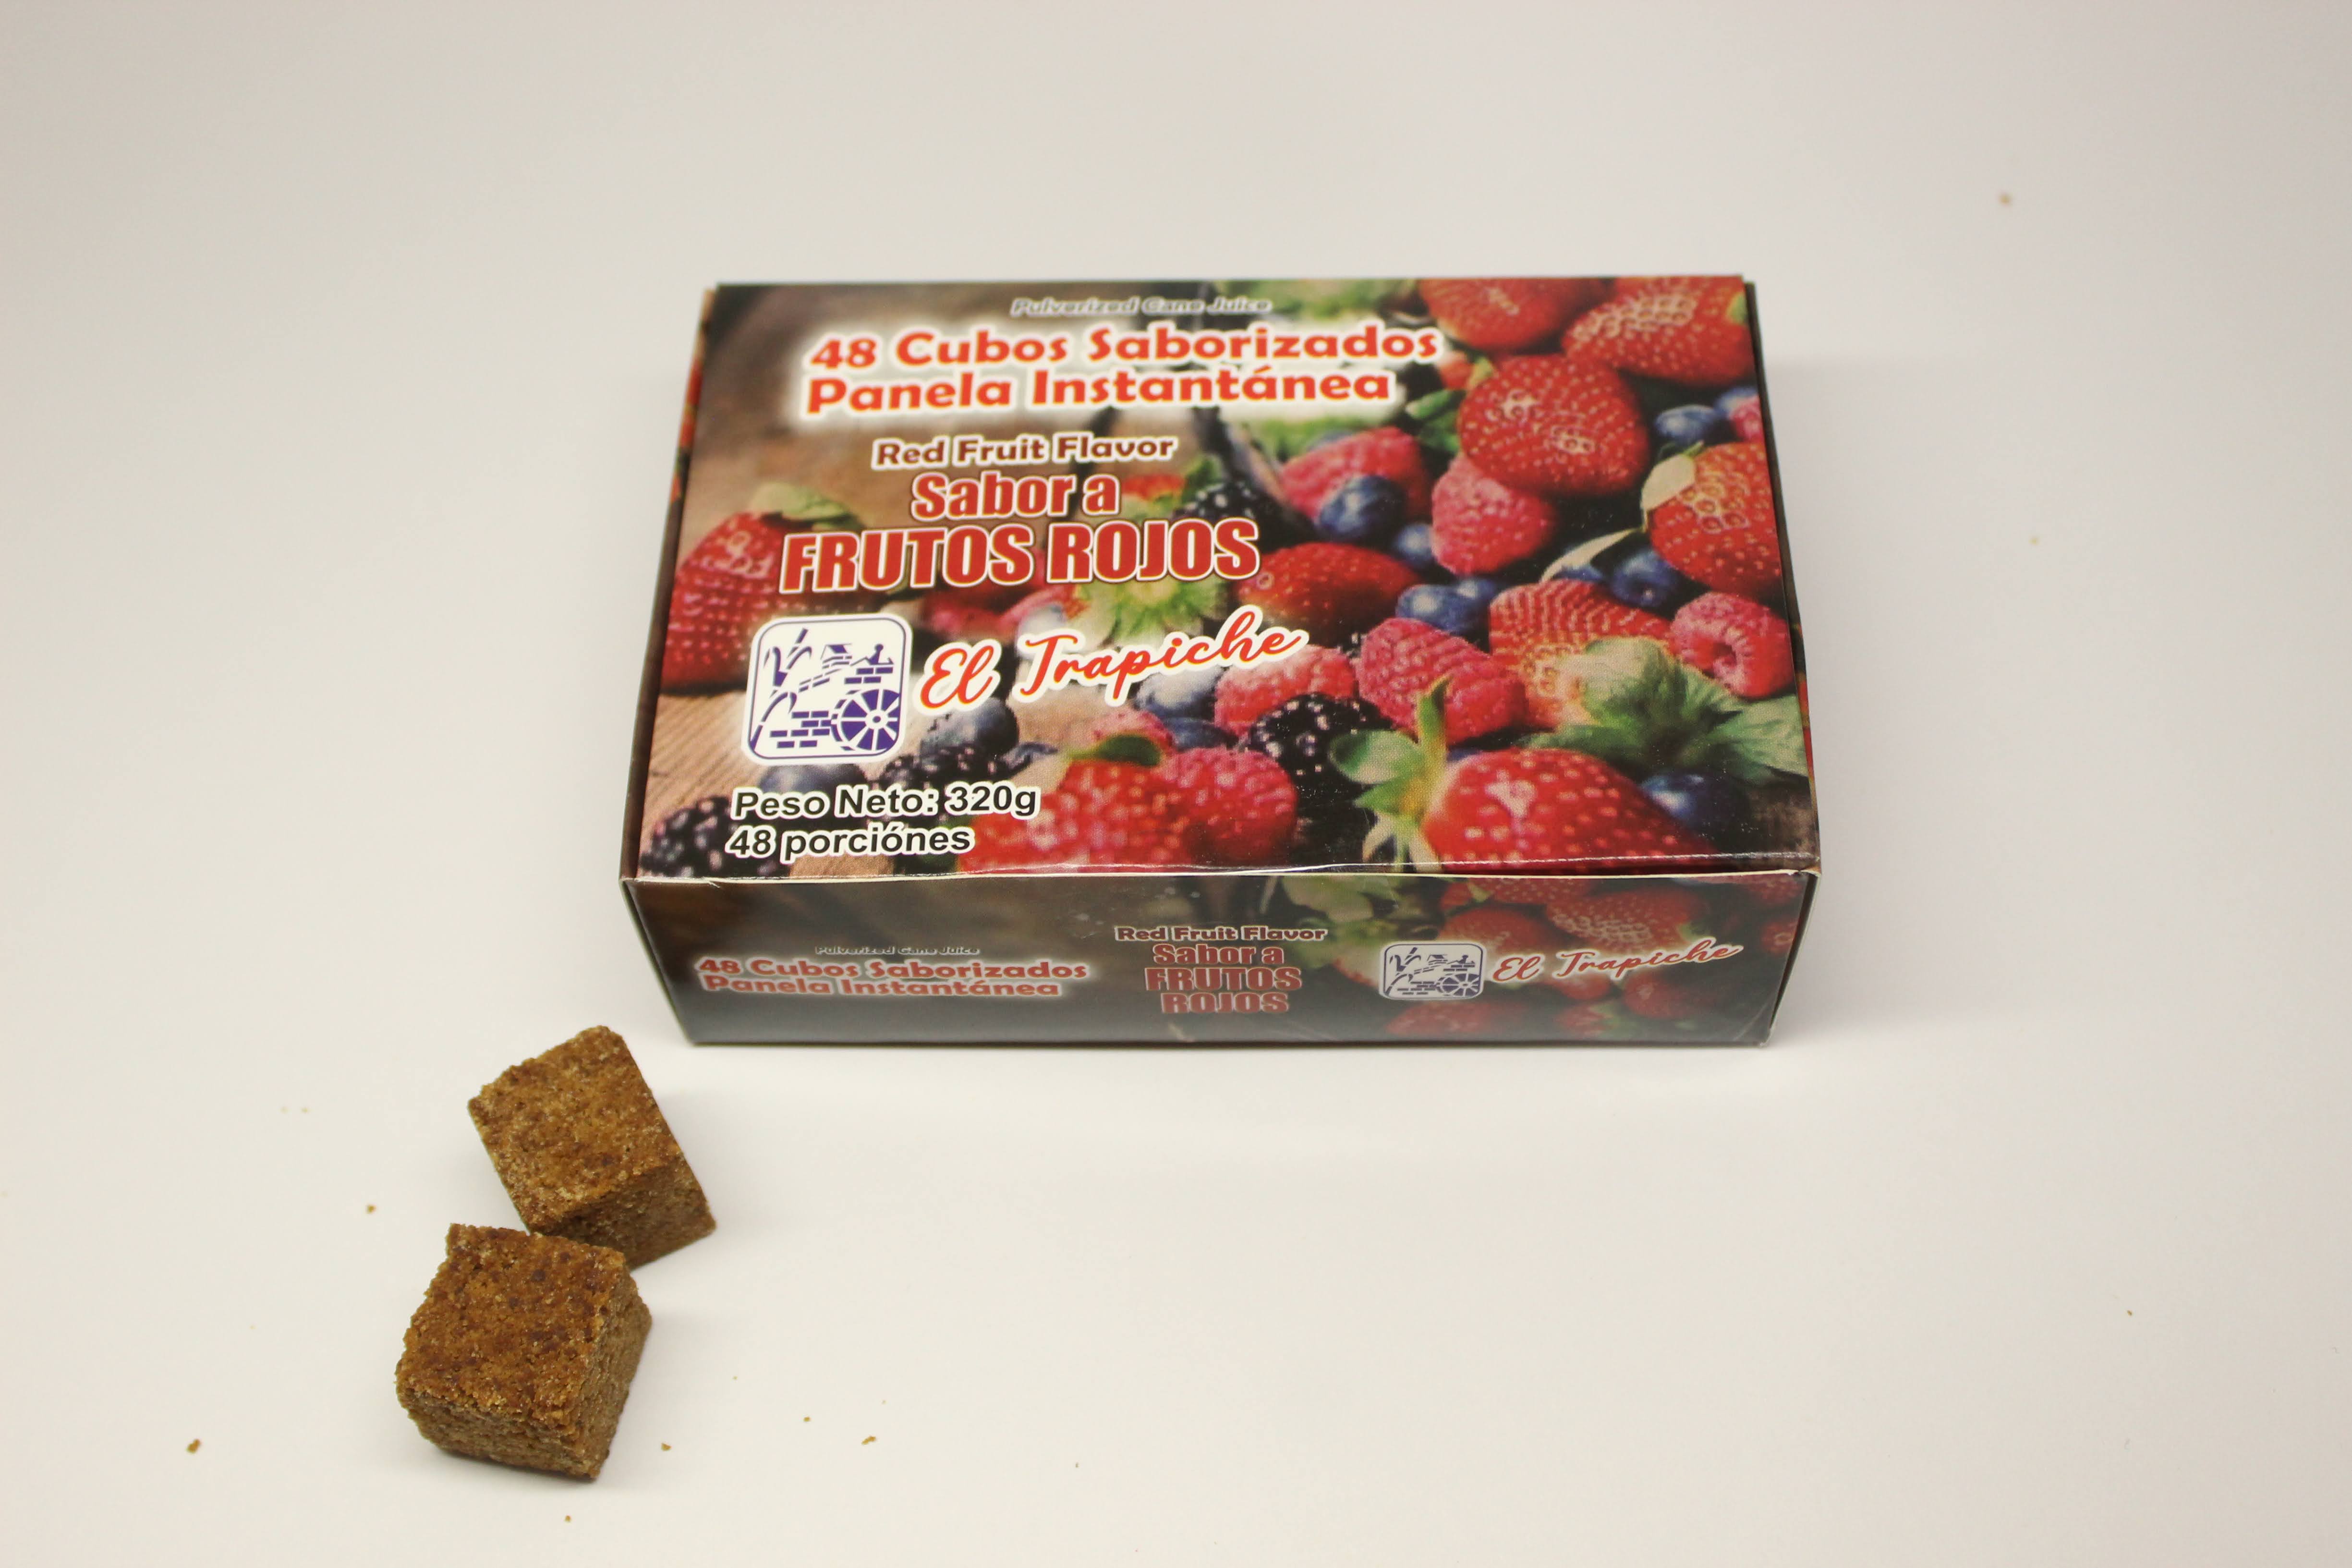 Pulverized Cane Juice
48 Cubos Saborizados
Panela Instantánea
Red Fruit Flavor
Sabor a
FRUTOS ROJOS
El Trapiche
Peso Neto: 320g
48 porciónes
Pulverized Cane Juice
48 Cubos Saborizados
Panela Instantánea
Red Fruit Flavor
Sabor a
FRUTOS
ROJOS
El Trapiche